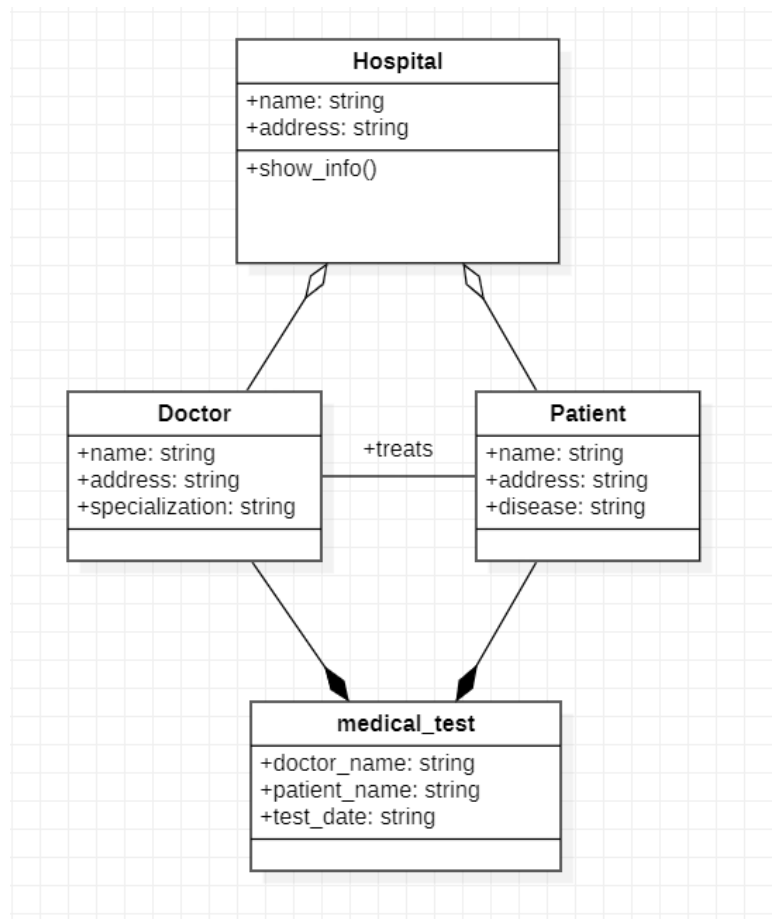 Hospital
+name: string
+address: string
+show_info()
Doctor
+name: string
+address: string
+specialization: string
+treats
Patient
+name: string
+address: string
+disease: string
medical_test
+doctor_name: string
+patient_name: string
+test_date: string